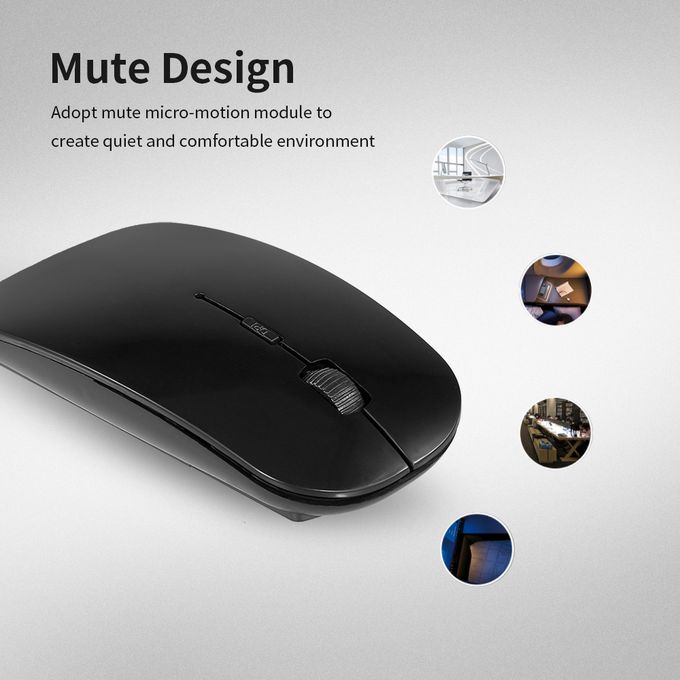 Mute Design
Adopt mute micro-motion module to
create quiet and comfortable environment